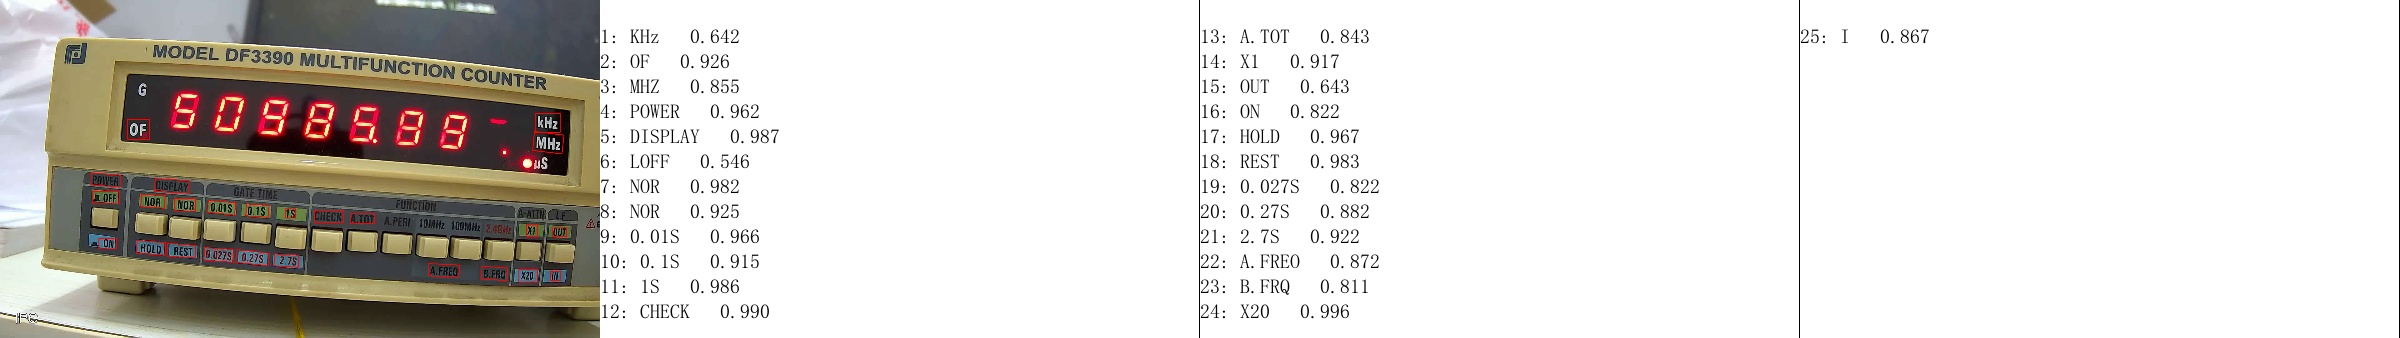 MODEL DF3390 MULTIFUNCTION COUNTER
G
OF
kHz
MHz
µS
POWER DISPLAY GATE TIME FUNCTION A-ATTN LF
OFF NOR NOR 0.01S 0.1S 1S CHECK A.TOT A.PERI 10MHz 100MHz 2.4GHz X1 OUT
ON HOLD REST 0.027S 0.27S 2.7S A.FREQ B.FRQ X20 IN
1: KHz 0.642
2: OF 0.926
3: MHZ 0.855
4: POWER 0.962
5: DISPLAY 0.987
6: LOFF 0.546
7: NOR 0.982
8: NOR 0.925
9: 0.01S 0.966
10: 0.1S 0.915
11: 1S 0.986
12: CHECK 0.990
13: A.TOT 0.843
14: X1 0.917
15: OUT 0.643
16: ON 0.822
17: HOLD 0.967
18: REST 0.983
19: 0.027S 0.822
20: 0.27S 0.882
21: 2.7S 0.922
22: A.FREO 0.872
23: B.FRQ 0.811
24: X20 0.996
25: I 0.867